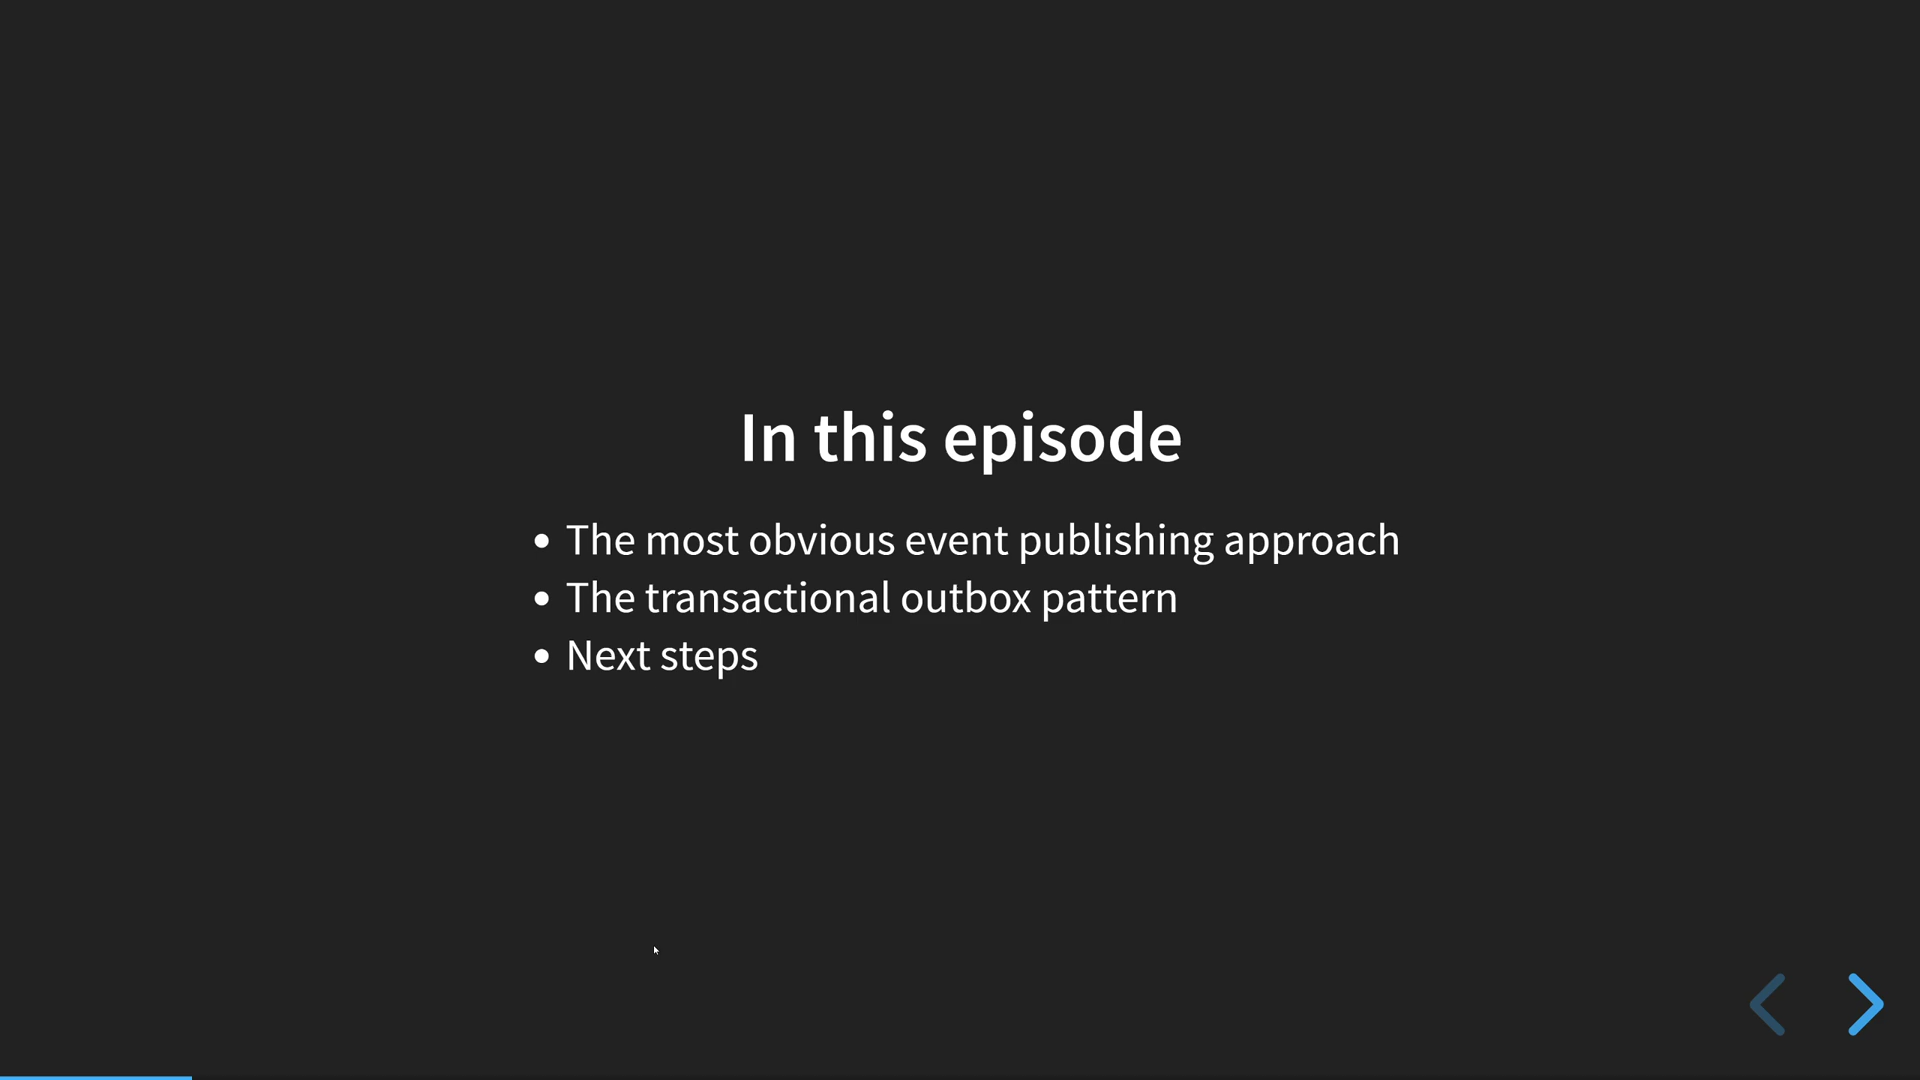 In this episode
• The most obvious event publishing approach
• The transactional outbox pattern
• Next steps